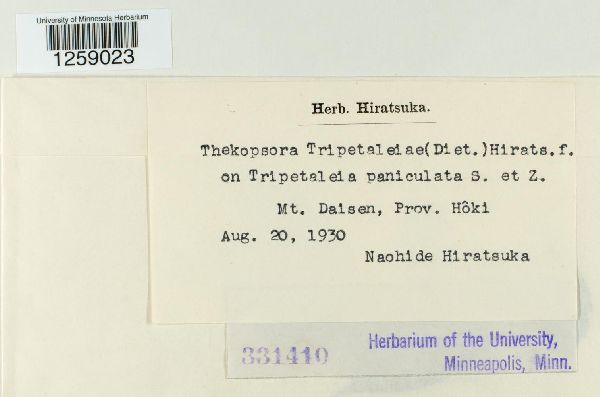 University of Minnesota Herbarium
1259023
Herb. Hiratsuka.
Thekopsora Tripetaleiae(Diet.)Hirats.f.
on Tripetaleia paniculata S. et Z.
Mt. Daisen, Prov. Hôki
Aug. 20, 1930
Naohide Hiratsuka
331410
Herbarium of the University,
Minneapolis, Minn.